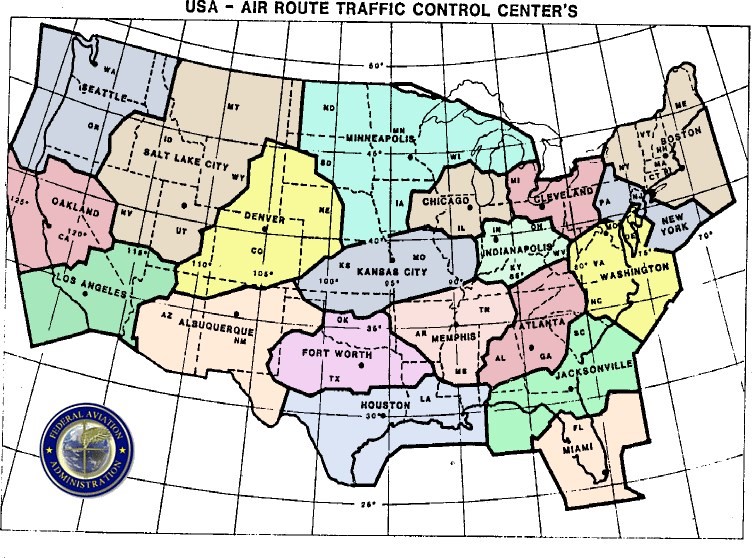 USA - AIR ROUTE TRAFFIC CONTROL CENTER'S
50°
WA
SEATTLE
OR
MT
ID
SALT LAKE CITY
WY
NV
UT
ND
MN
MINNEAPOLIS
45°
SD
WI
IA
NE
40°
ME
VT
NH
BOSTON
MA
CT RI
NY
125°
OAKLAND
120°
CA
115°
LOS ANGELES
DENVER
CO
110°
105°
CHICAGO
IL
MI
CLEVELAND
PA
NJ
NEW
YORK
70°
IN
OH
INDIANAPOLIS
KY
85°
WV
KS
MO
KANSAS CITY
100°
95°
90°
MD
DE
75°
80°
VA
WASHINGTON
NC
AZ
ALBUQUERQUE
NM
OK
35°
FORT WORTH
TX
TN
AR
MEMPHIS
MS
ATLANTA
AL
GA
SC
JACKSONVILLE
HOUSTON
LA
30°
FL
MIAMI
25°
FEDERAL AVIATION
ADMINISTRATION